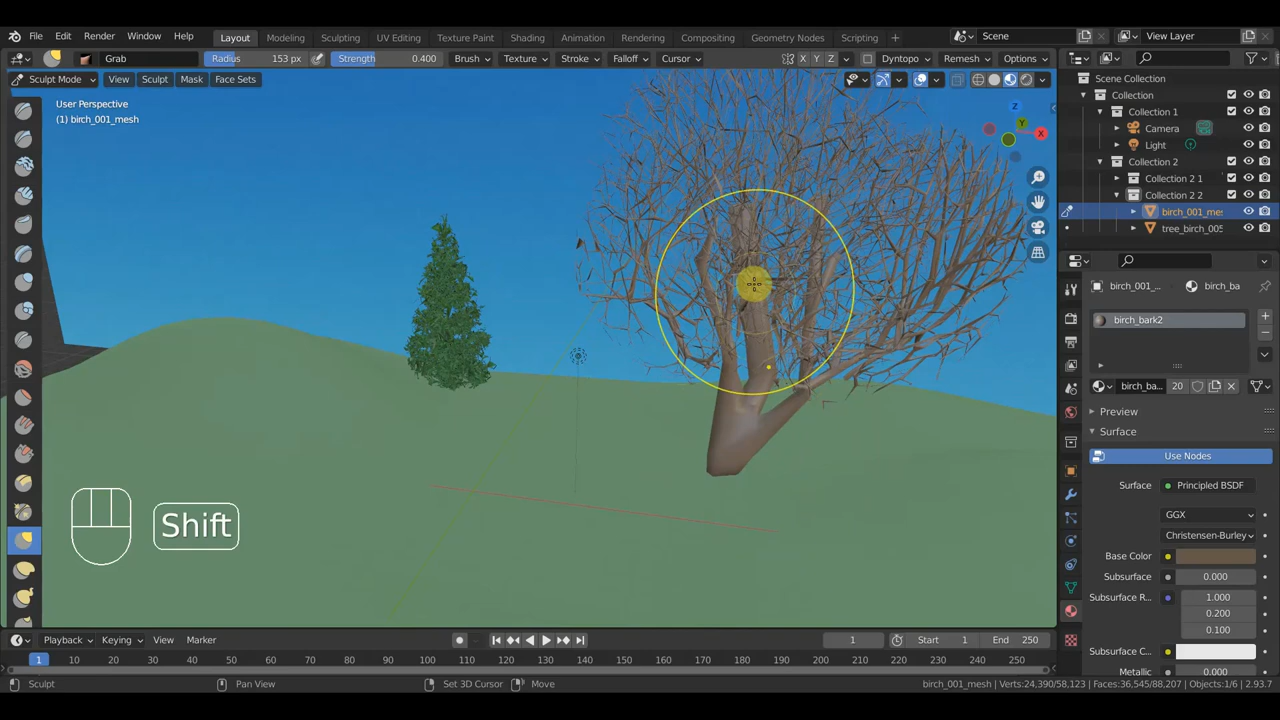 File Edit Render Window Help Layout Modeling Sculpting UV Editing Texture Paint Shading Animation Rendering Compositing Geometry Nodes Scripting + Scene View Layer
Grab Radius 153 px Strength 0.400 Brush Texture Stroke Falloff Cursor X Y Z Dyntopo Remesh Options
Sculpt Mode View Sculpt Mask Face Sets
Scene Collection
Collection
Collection 1
Camera
Light
Collection 2
Collection 2 1
Collection 2 2
birch_001_mes
tree_birch_005
User Perspective
(1) birch_001_mesh
Z
Y
X
birch_001_... birch_ba
birch_bark2
birch_ba... 20
Preview
Surface
Use Nodes
Surface Principled BSDF
GGX
Christensen-Burley
Base Color
Subsurface 0.000
Subsurface R... 1.000
0.200
0.100
Subsurface C...
Metallic 0.000
Shift
Playback Keying View Marker 1 Start 1 End 250
1 10 20 30 40 50 60 70 80 90 100 110 120 130 140 150 160 170 180 190 200 210 220 230 240 250
Sculpt Pan View Set 3D Cursor Move birch_001_mesh | Verts:24,390/58,123 | Faces:36,545/88,207 | Objects:1/6 | 2.93.7